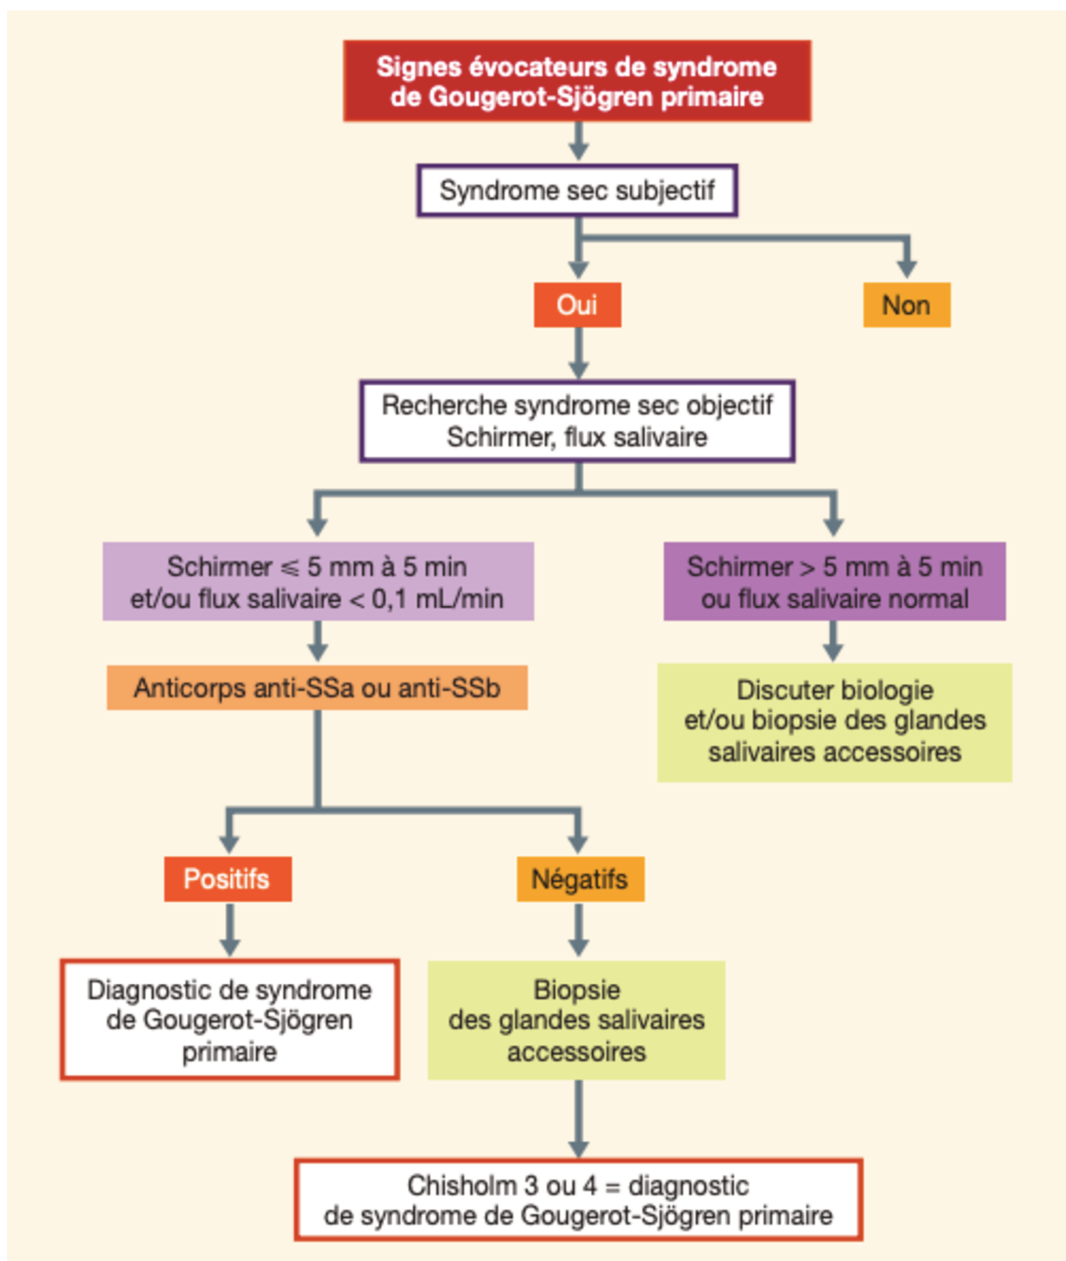 Signes évocateurs de syndrome
de Gougerot-Sjögren primaire
Syndrome sec subjectif
Oui
Non
Recherche syndrome sec objectif
Schirmer, flux salivaire
Schirmer ⩽ 5 mm à 5 min
et/ou flux salivaire < 0,1 mL/min
Schirmer > 5 mm à 5 min
ou flux salivaire normal
Anticorps anti-SSa ou anti-SSb
Discuter biologie
et/ou biopsie des glandes
salivaires accessoires
Positifs
Négatifs
Diagnostic de syndrome
de Gougerot-Sjögren
primaire
Biopsie
des glandes salivaires
accessoires
Chisholm 3 ou 4 = diagnostic
de syndrome de Gougerot-Sjögren primaire